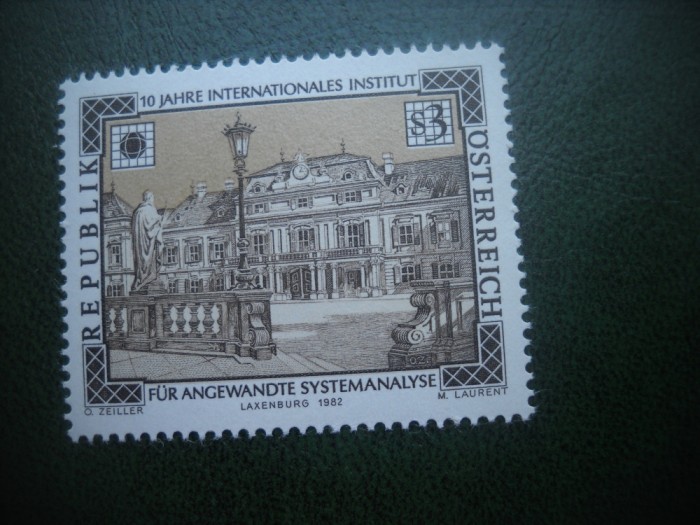 10 JAHRE INTERNATIONALES INSTITUT
S3
REPUBLIK
ÖSTERREICH
FÜR ANGEWANDTE SYSTEMANALYSE
O. ZEILLER
LAXENBURG 1982
M. LAURENT